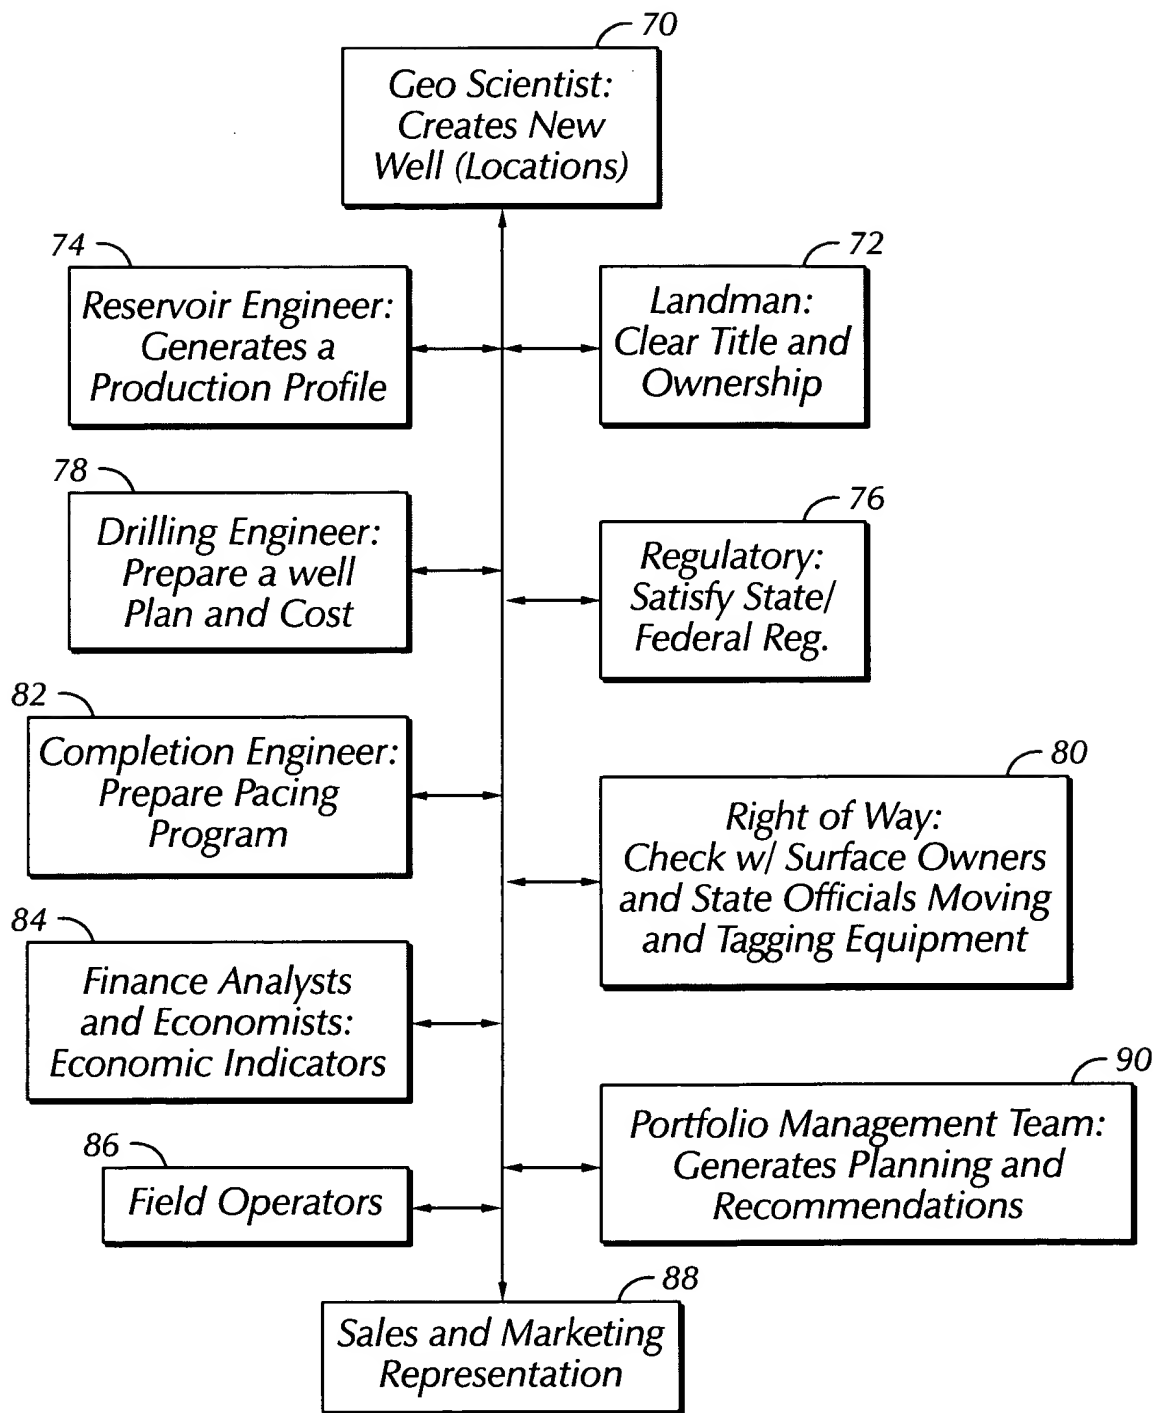 70
Geo Scientist:
Creates New
Well (Locations)
74
Reservoir Engineer:
Generates a
Production Profile
72
Landman:
Clear Title and
Ownership
78
Drilling Engineer:
Prepare a well
Plan and Cost
76
Regulatory:
Satisfy State/
Federal Reg.
82
Completion Engineer:
Prepare Pacing
Program
80
Right of Way:
Check w/ Surface Owners
and State Officials Moving
and Tagging Equipment
84
Finance Analysts
and Economists:
Economic Indicators
90
Portfolio Management Team:
Generates Planning and
Recommendations
86
Field Operators
88
Sales and Marketing
Representation